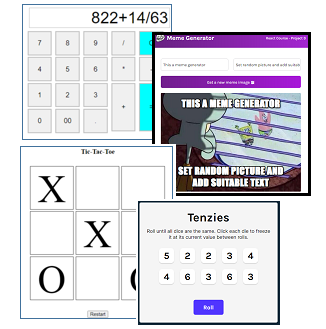 822+14/63
7 8 9 /
4 5 6 *
1 2 3
+
0 00 .
Meme Generator
React Course - Project 3
This a meme generator
Set random picture and add suitable
Get a new meme image
THIS A MEME GENERATOR
SET RANDOM PICTURE AND
ADD SUITABLE TEXT
Tic-Tac-Toe
X
X
O
Restart
Tenzies
Roll until all dice are the same. Click each die to freeze
it at its current value between rolls.
5 2 2 3 4
4 6 3 6 3
Roll